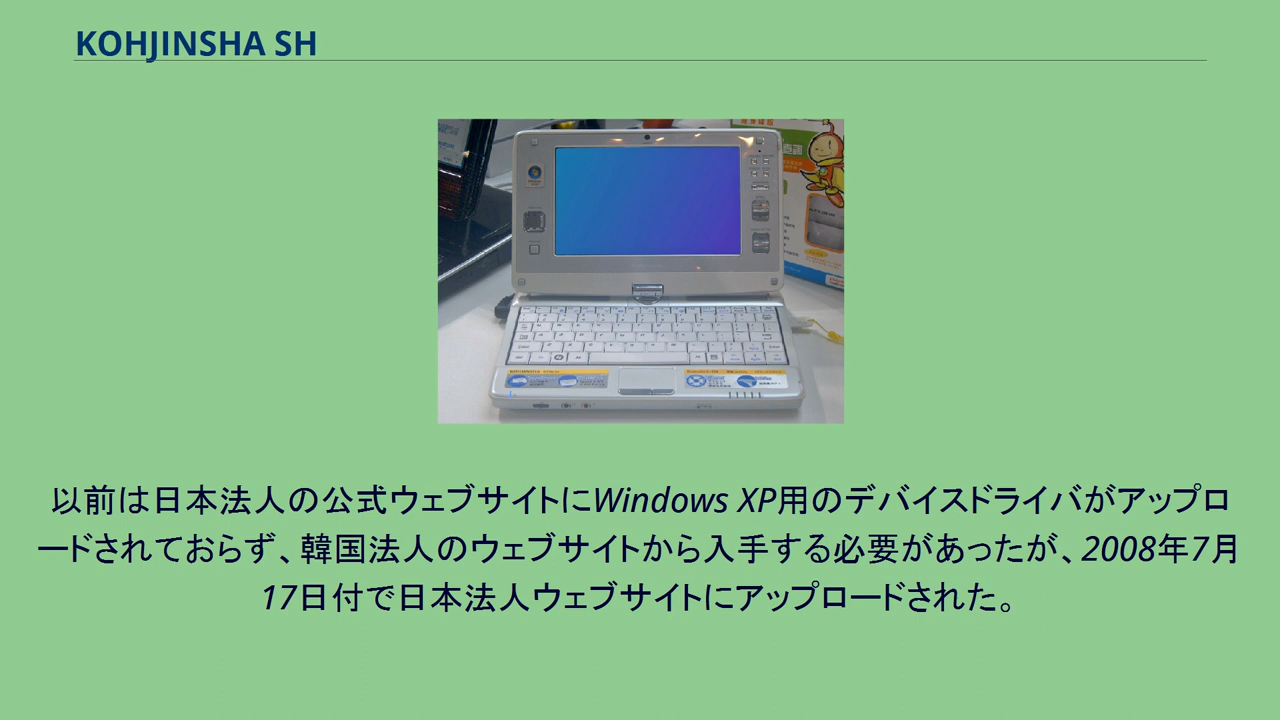 KOHJINSHA SH
以前は日本法人の公式ウェブサイトにWindows XP用のデバイスドライバがアップロ
ードされておらず、韓国法人のウェブサイトから入手する必要があったが、2008年7月
17日付で日本法人ウェブサイトにアップロードされた。
KOHJINSHA